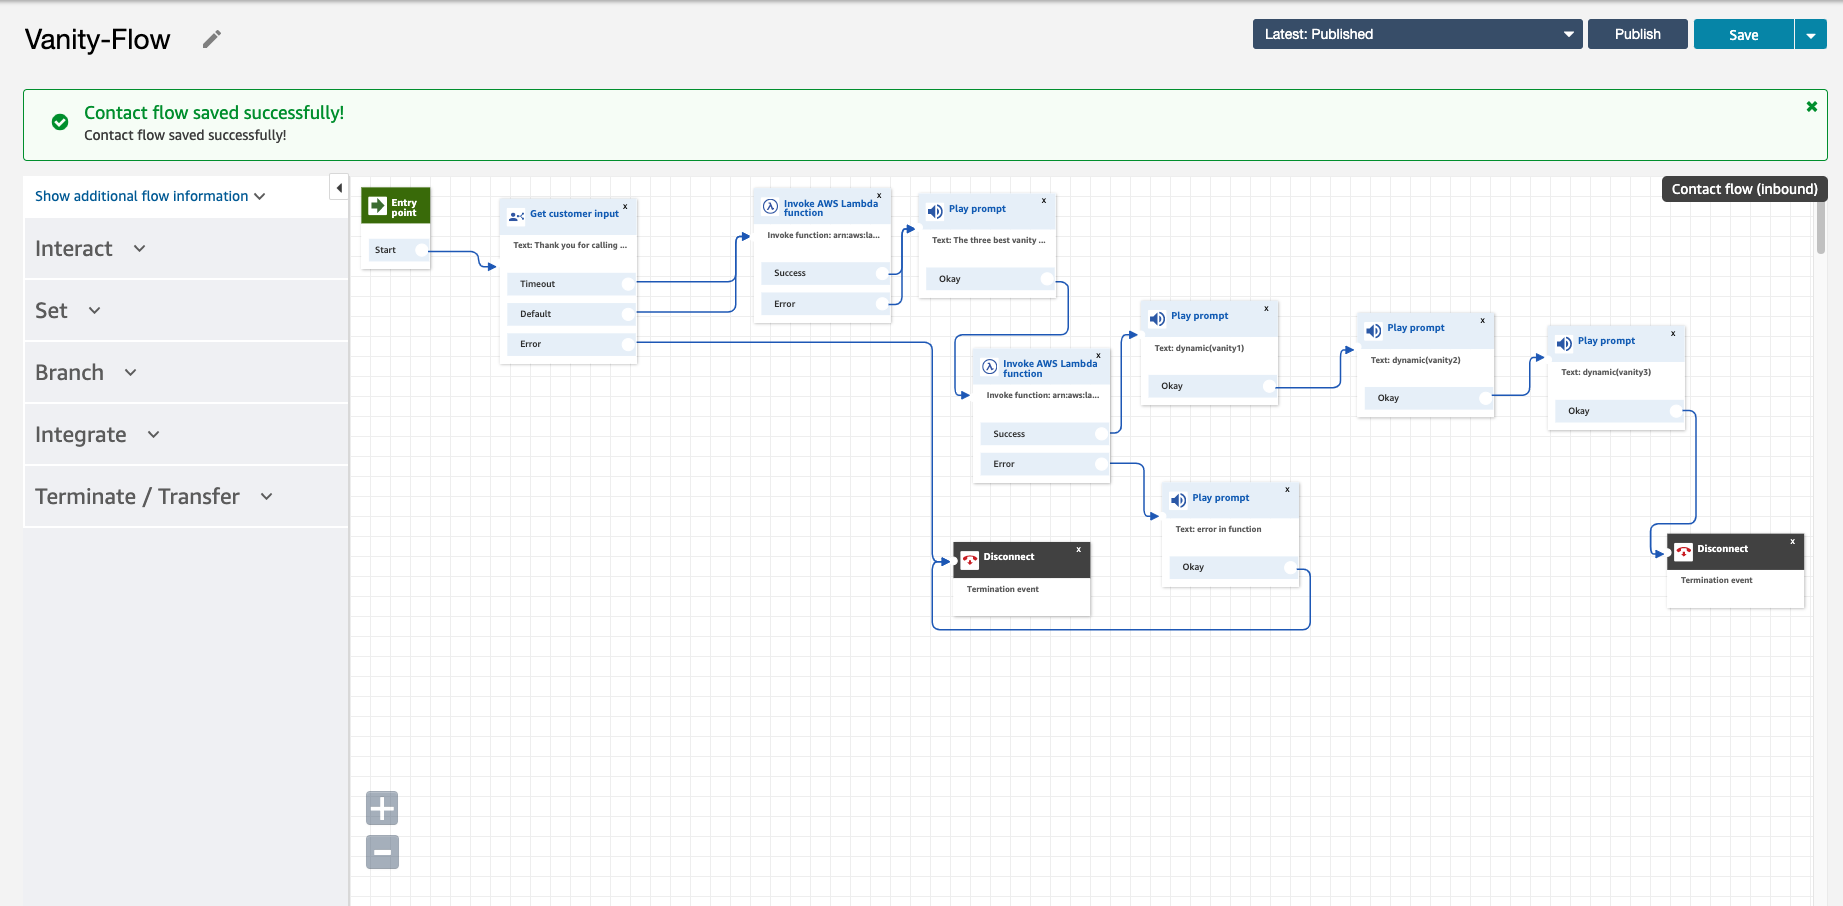 Vanity-Flow
Latest: Published
Publish
Save
Contact flow saved successfully!
Contact flow saved successfully!
Show additional flow information
Interact
Set
Branch
Integrate
Terminate / Transfer
Contact flow (inbound)
Entry
point
Start
Get customer input
x
Text: Thank you for calling ...
Timeout
Default
Error
Invoke AWS Lambda
function
x
Invoke function: arn:aws:la...
Success
Error
Play prompt
x
Text: The three best vanity ...
Okay
Invoke AWS Lambda
function
x
Invoke function: arn:aws:la...
Success
Error
Play prompt
x
Text: dynamic(vanity1)
Okay
Play prompt
x
Text: dynamic(vanity2)
Okay
Play prompt
x
Text: dynamic(vanity3)
Okay
Play prompt
x
Text: error in function
Okay
Disconnect
x
Termination event
Disconnect
x
Termination event